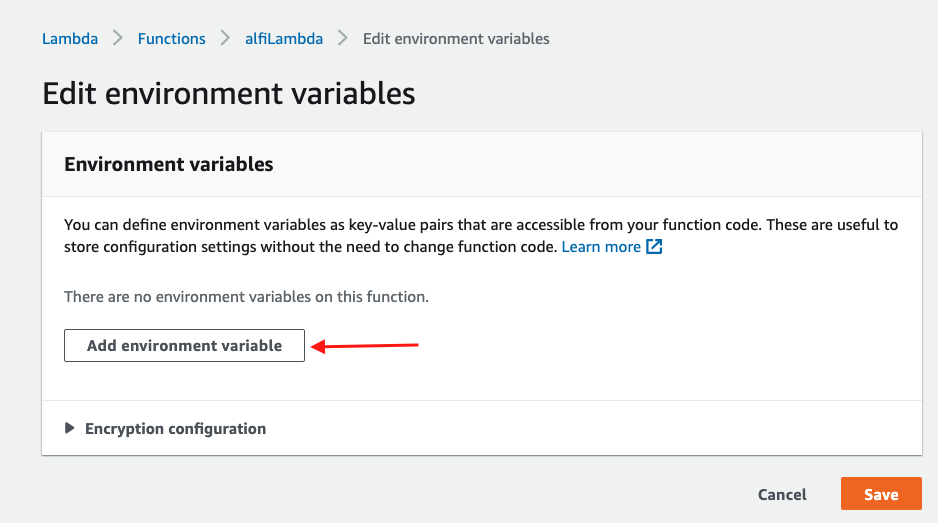 Lambda > Functions > alfiLambda > Edit environment variables
Edit environment variables
Environment variables
You can define environment variables as key-value pairs that are accessible from your function code. These are useful to
store configuration settings without the need to change function code. Learn more
There are no environment variables on this function.
Add environment variable
Encryption configuration
Cancel Save